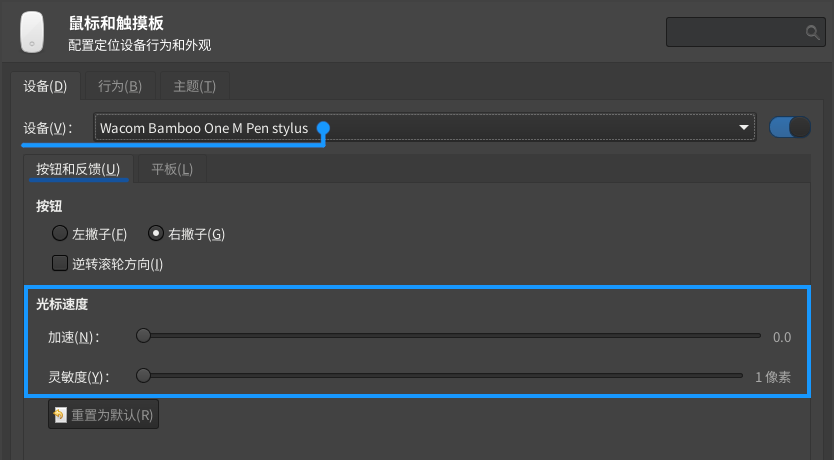 鼠标和触摸板
配置定位设备行为和外观
设备(D) 行为(B) 主题(T)
设备(V)： Wacom Bamboo One M Pen stylus
按钮和反馈(U) 平板(L)
按钮
左撇子(F) 右撇子(G)
逆转滚轮方向(I)
光标速度
加速(N)： 0.0
灵敏度(Y)： 1 像素
重置为默认(R)